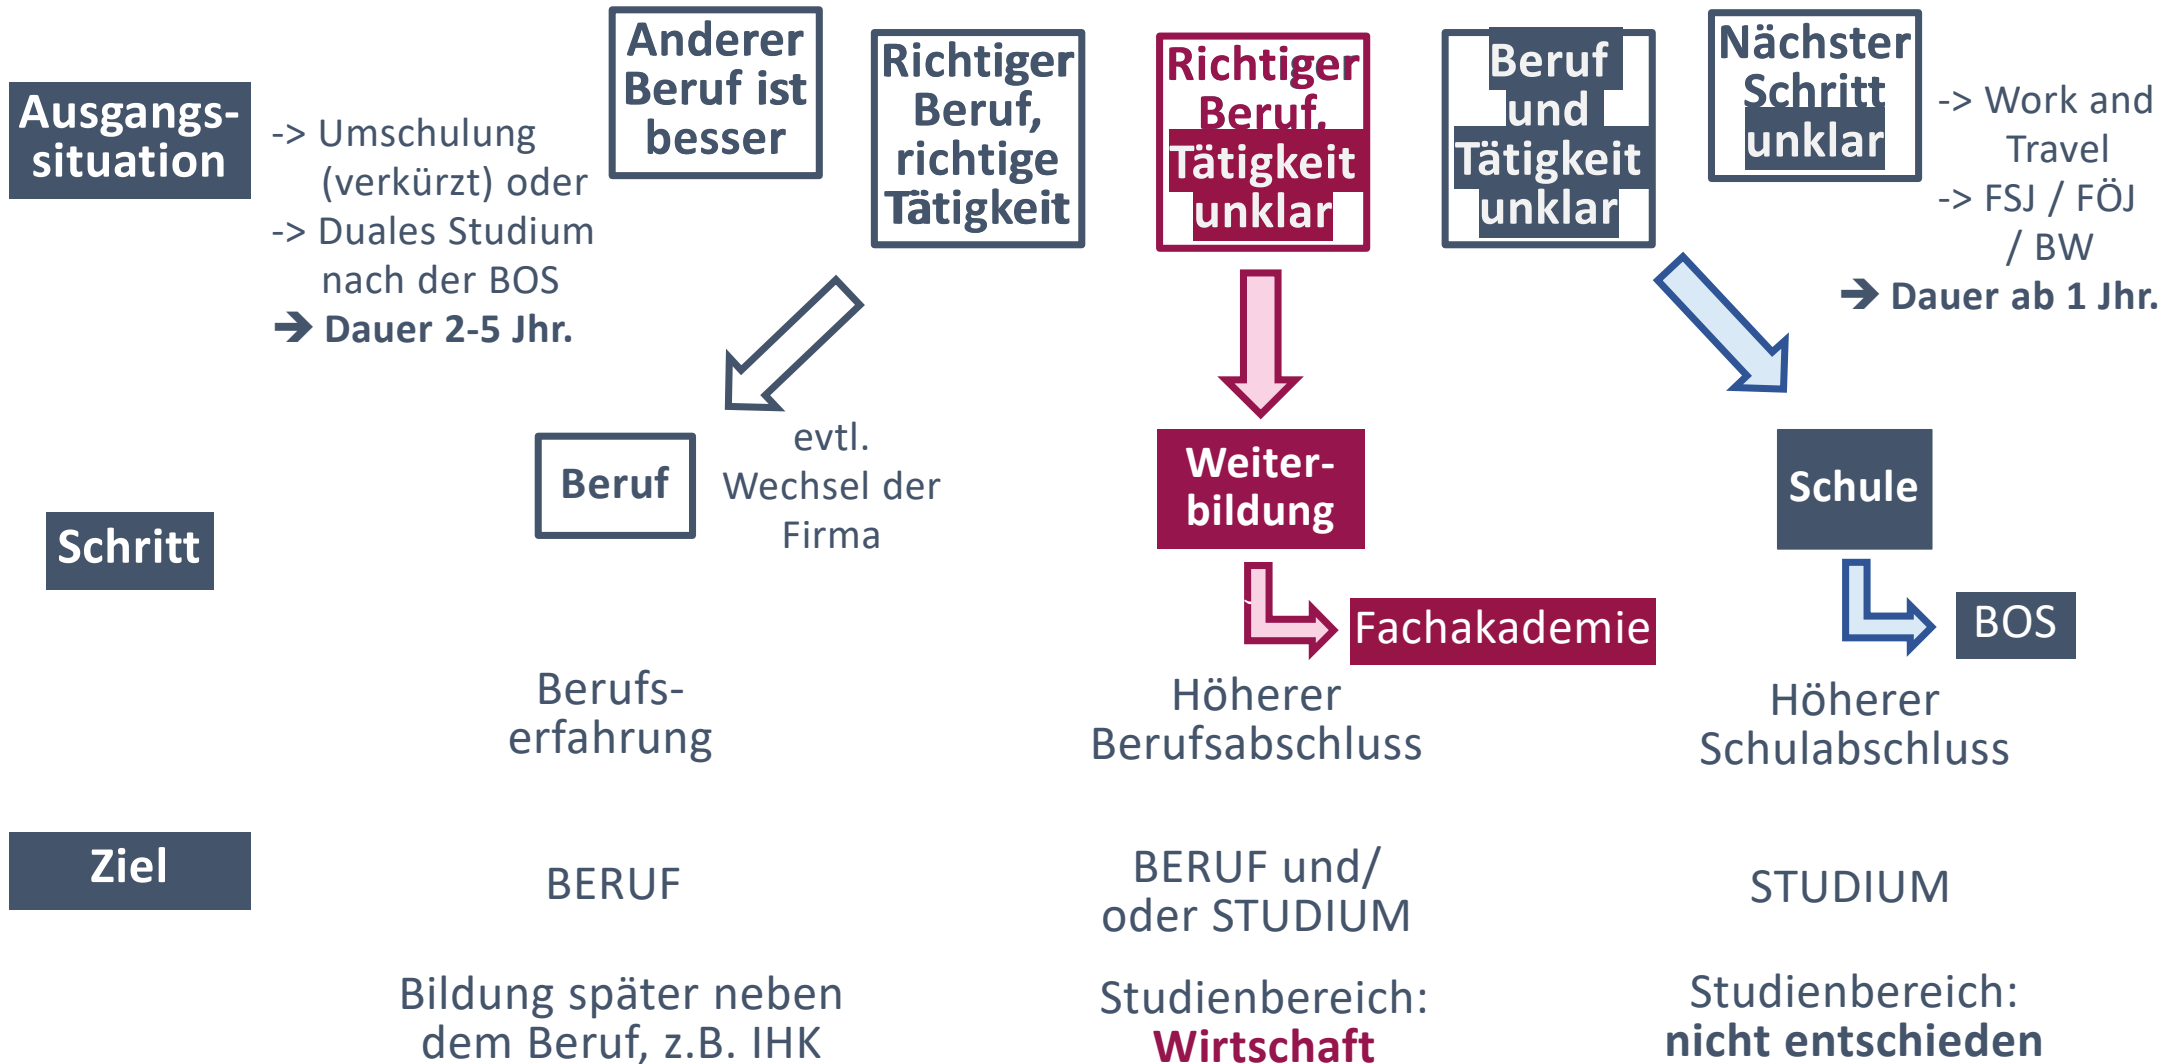 Ausgangs-
situation
-> Umschulung
(verkürzt) oder
-> Duales Studium
nach der BOS
➔ Dauer 2-5 Jhr.
Anderer
Beruf ist
besser
Richtiger
Beruf,
richtige
Tätigkeit
Richtiger
Beruf,
Tätigkeit
unklar
Beruf
und
Tätigkeit
unklar
Nächster
Schritt
unklar
-> Work and
Travel
-> FSJ / FÖJ
/ BW
➔ Dauer ab 1 Jhr.
Schritt
Beruf
evtl.
Wechsel der
Firma
Weiter-
bildung
Fachakademie
Schule
BOS
Berufs-
erfahrung
Höherer
Berufsabschluss
Höherer
Schulabschluss
Ziel
BERUF
BERUF und/
oder STUDIUM
STUDIUM
Bildung später neben
dem Beruf, z.B. IHK
Studienbereich:
Wirtschaft
Studienbereich:
nicht entschieden